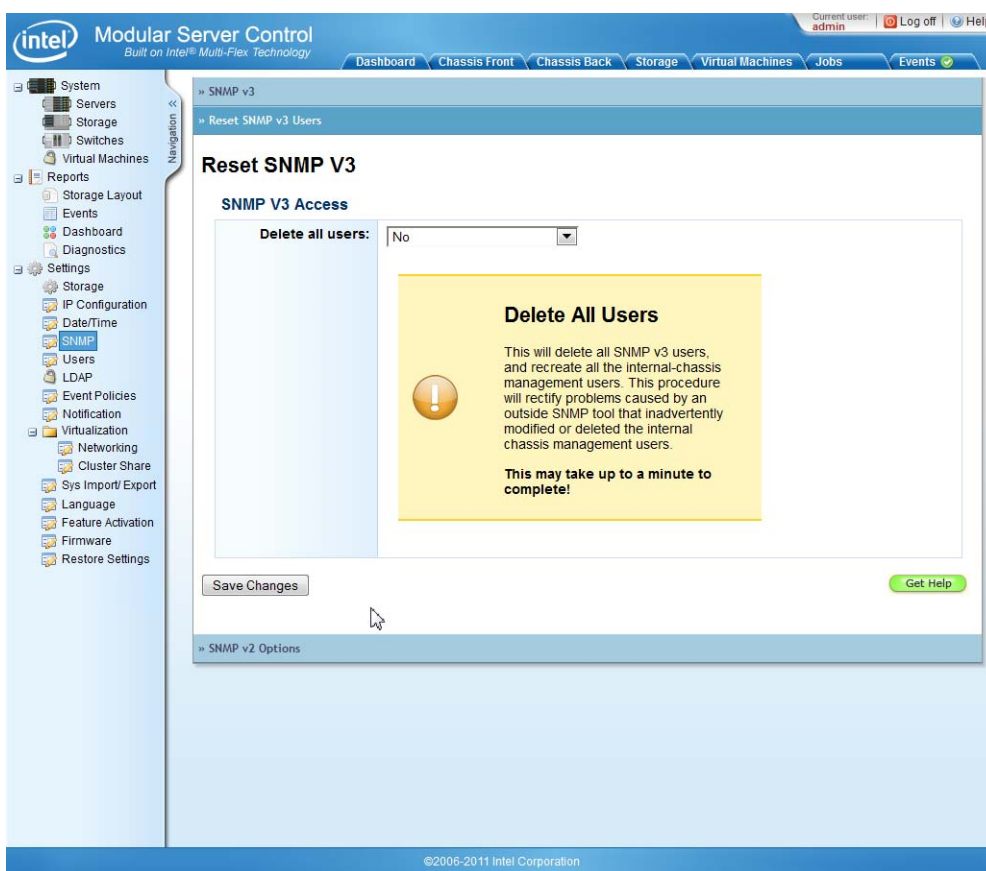 Current user:
admin
Log off
Hel
intel
Modular Server Control
Built on Intel® Multi-Flex Technology
Dashboard
Chassis Front
Chassis Back
Storage
Virtual Machines
Jobs
Events
System
Servers
Storage
Switches
Virtual Machines
Reports
Storage Layout
Events
Dashboard
Diagnostics
Settings
Storage
IP Configuration
Date/Time
SNMP
Users
LDAP
Event Policies
Notification
Virtualization
Networking
Cluster Share
Sys Import/ Export
Language
Feature Activation
Firmware
Restore Settings
«
Navigation
» SNMP v3
» Reset SNMP v3 Users
Reset SNMP V3
SNMP V3 Access
Delete all users:
No
Delete All Users
This will delete all SNMP v3 users,
and recreate all the internal-chassis
management users. This procedure
will rectify problems caused by an
outside SNMP tool that inadvertently
modified or deleted the internal
chassis management users.
This may take up to a minute to
complete!
Save Changes
Get Help
» SNMP v2 Options
©2006-2011 Intel Corporation